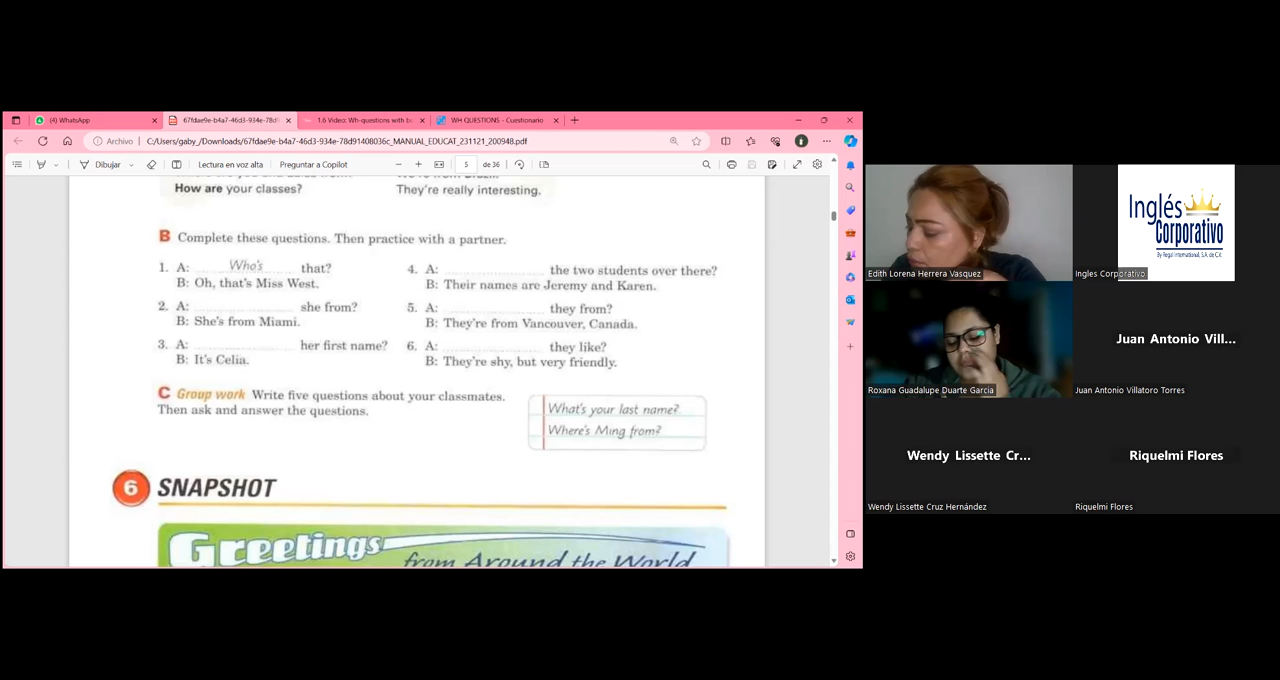 (4) WhatsApp
67fdae9e-b4a7-46d3-934e-78d9
1.6 Video: Wh-questions with b
WH QUESTIONS - Cuestionario
Archivo
C:/Users/gaby_/Downloads/67fdae9e-b4a7-46d3-934e-78d91408036c_MANUAL_EDUCAT_231121_200948.pdf
Dibujar
Lectura en voz alta
Preguntar a Copilot
5 de 36
How are your classes?
They're really interesting.
B Complete these questions. Then practice with a partner.
1. A: Who's that?
B: Oh, that's Miss West.
2. A: she from?
B: She's from Miami.
3. A: her first name?
B: It's Celia.
4. A: the two students over there?
B: Their names are Jeremy and Karen.
5. A: they from?
B: They're from Vancouver, Canada.
6. A: they like?
B: They're shy, but very friendly.
C Group work Write five questions about your classmates.
Then ask and answer the questions.
What's your last name?
Where's Ming from?
6 SNAPSHOT
Greetings
from Around the World
Edith Lorena Herrera Vasquez
Inglés
Corporativo
By Regal International, S.A. de C.V.
Ingles Corporativo
Roxana Guadalupe Duarte Garcia
Juan Antonio Vill...
Juan Antonio Villatoro Torres
Wendy Lissette Cr...
Wendy Lissette Cruz Hernández
Riquelmi Flores
Riquelmi Flores